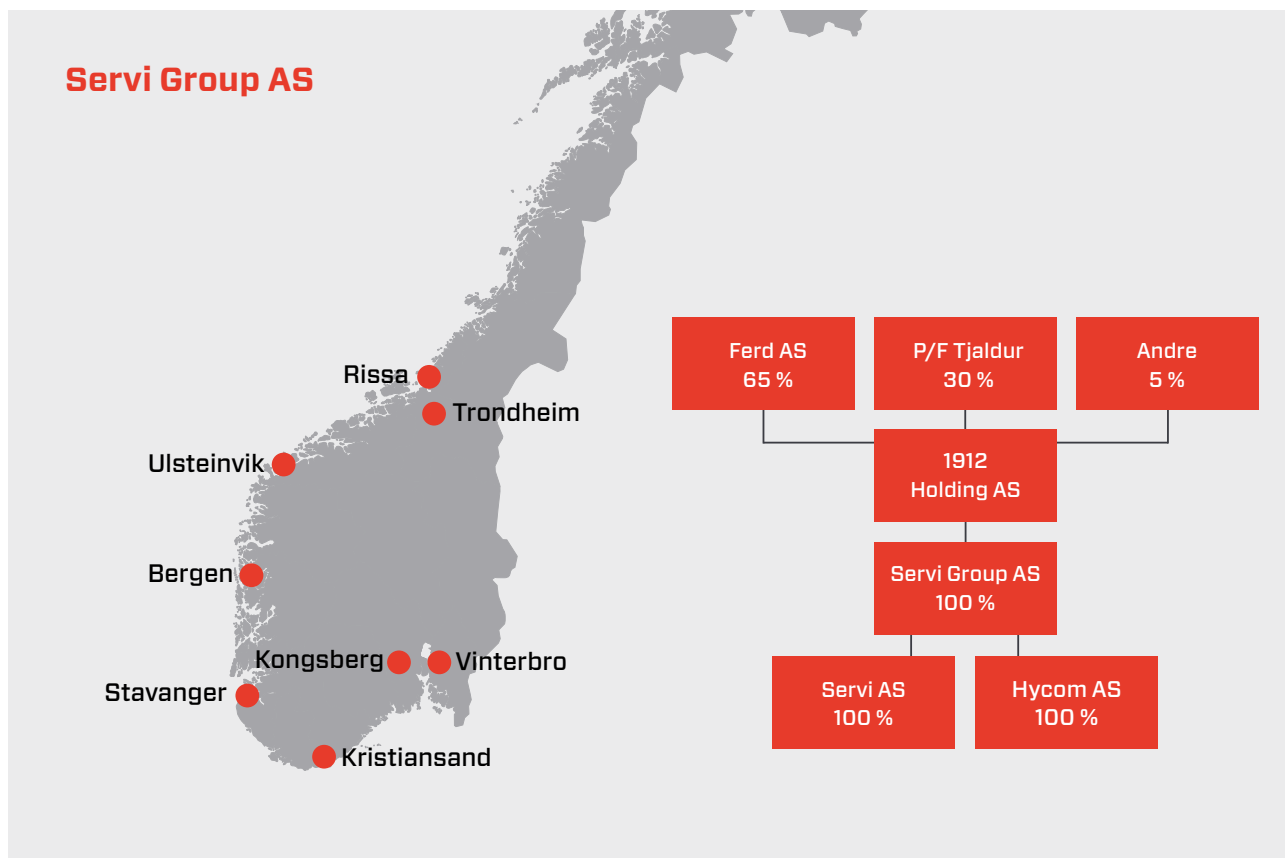 Servi Group AS
Rissa
Trondheim
Ulsteinvik
Bergen
Kongsberg
Vinterbro
Stavanger
Kristiansand
Ferd AS
65 %
P/F Tjaldur
30 %
Andre
5 %
1912
Holding AS
Servi Group AS
100 %
Servi AS
100 %
Hycom AS
100 %